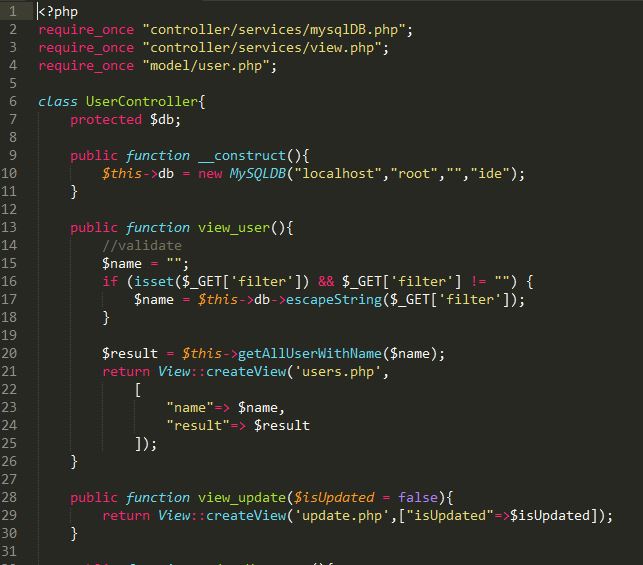 1 <?php
2 require_once "controller/services/mysqlDB.php";
3 require_once "controller/services/view.php";
4 require_once "model/user.php";
5
6 class UserController{
7 protected $db;
8
9 public function __construct(){
10 $this->db = new MySQLDB("localhost","root","","ide");
11 }
12
13 public function view_user(){
14 //validate
15 $name = "";
16 if (isset($_GET['filter']) && $_GET['filter'] != "") {
17 $name = $this->db->escapeString($_GET['filter']);
18 }
19
20 $result = $this->getAllUserWithName($name);
21 return View::createView('users.php',
22 [
23 "name"=> $name,
24 "result"=> $result
25 ]);
26 }
27
28 public function view_update($isUpdated = false){
29 return View::createView('update.php',["isUpdated"=>$isUpdated]);
30 }
31